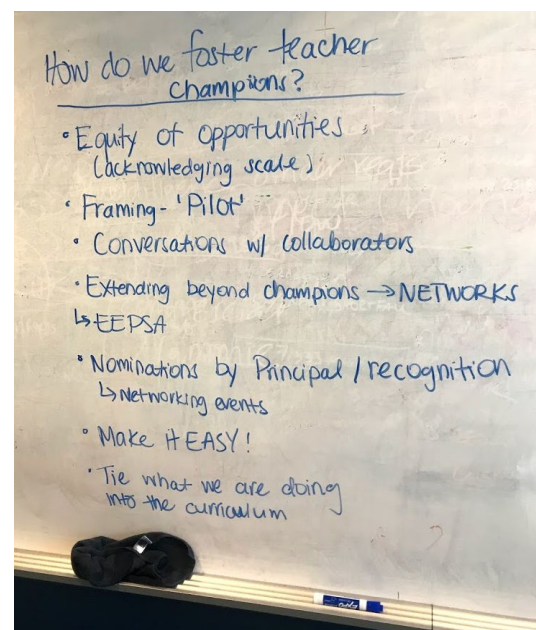 How do we foster teacher
champions?
• Equity of opportunities
(acknowledging scale)
• Framing - 'Pilot'
• Conversations w/ collaborators
• Extending beyond champions → NETWORKS
↳ EEPSA
• Nominations by Principal / recognition
↳ Networking events
• Make it EASY!
• Tie what we are doing
into the curriculum
EXPO